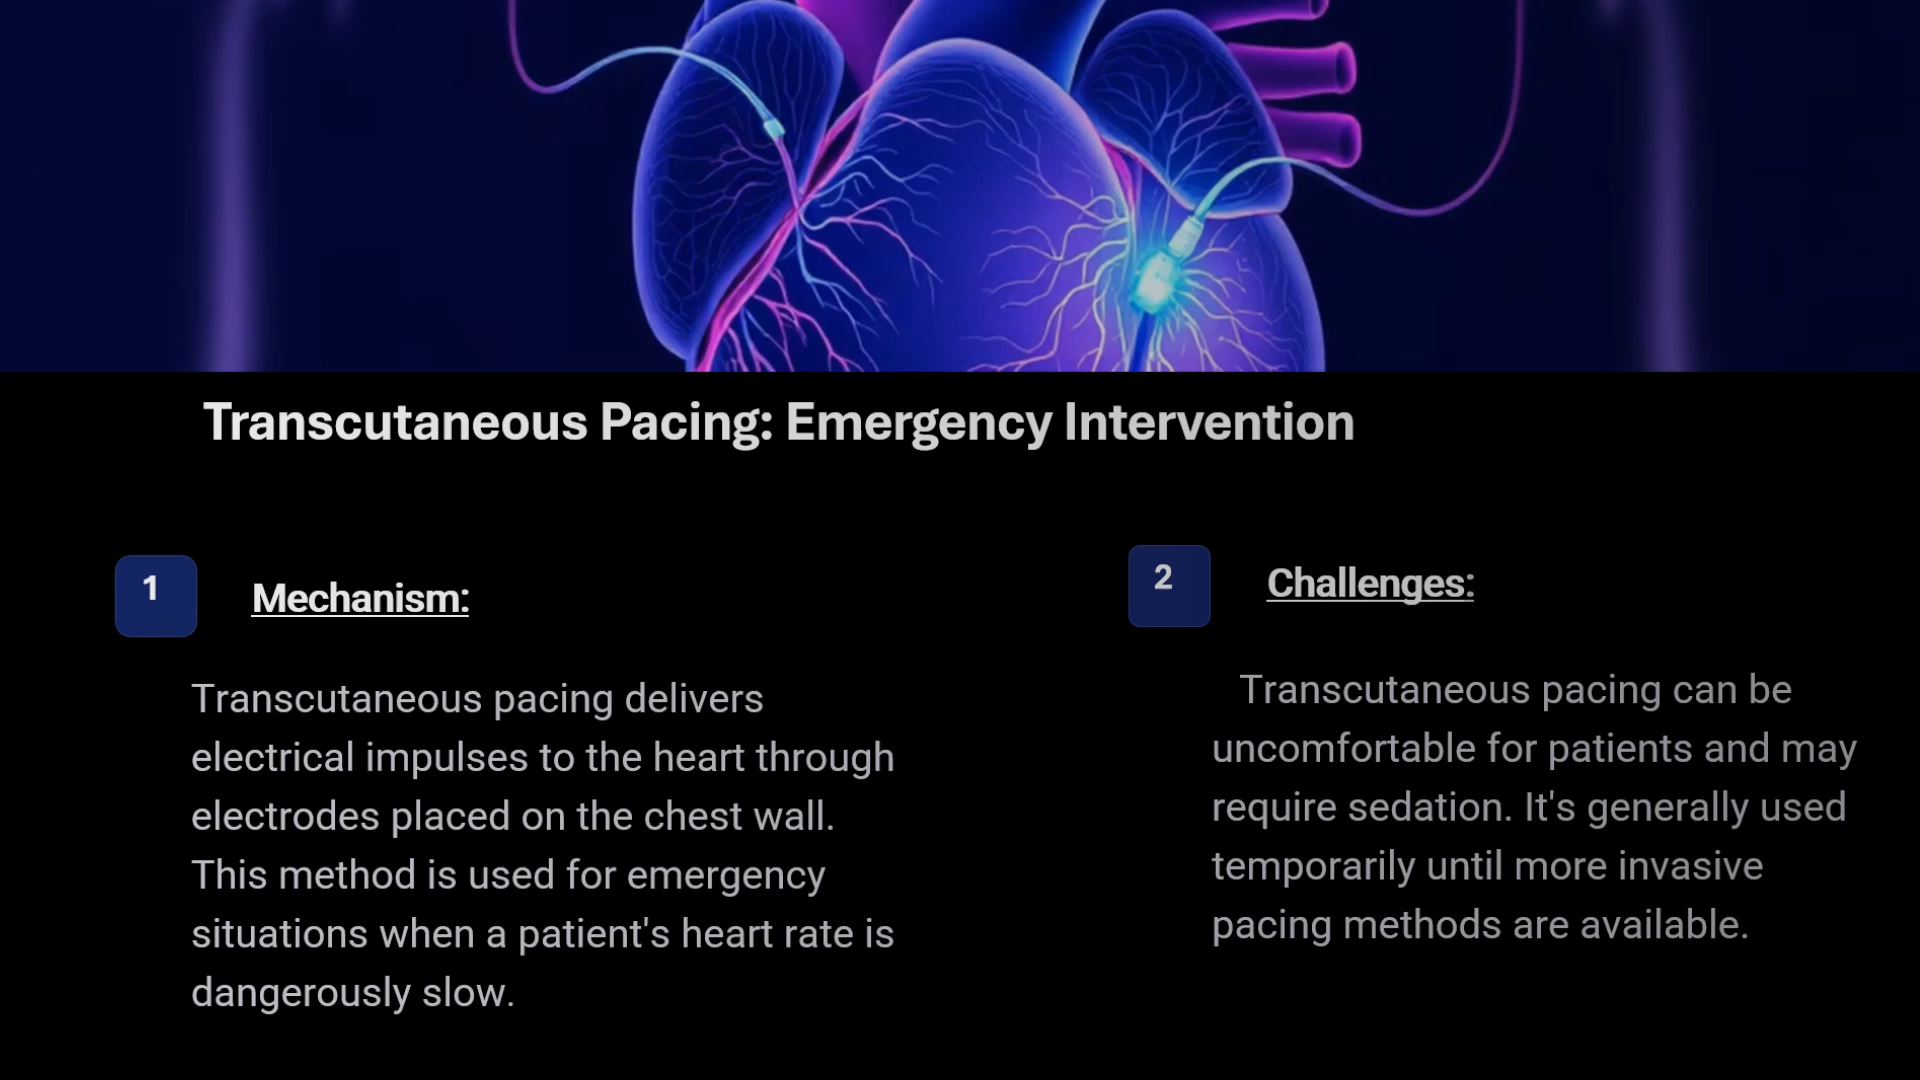 Transcutaneous Pacing: Emergency Intervention
1
Mechanism:
Transcutaneous pacing delivers
electrical impulses to the heart through
electrodes placed on the chest wall.
This method is used for emergency
situations when a patient's heart rate is
dangerously slow.
2
Challenges:
Transcutaneous pacing can be
uncomfortable for patients and may
require sedation. It's generally used
temporarily until more invasive
pacing methods are available.